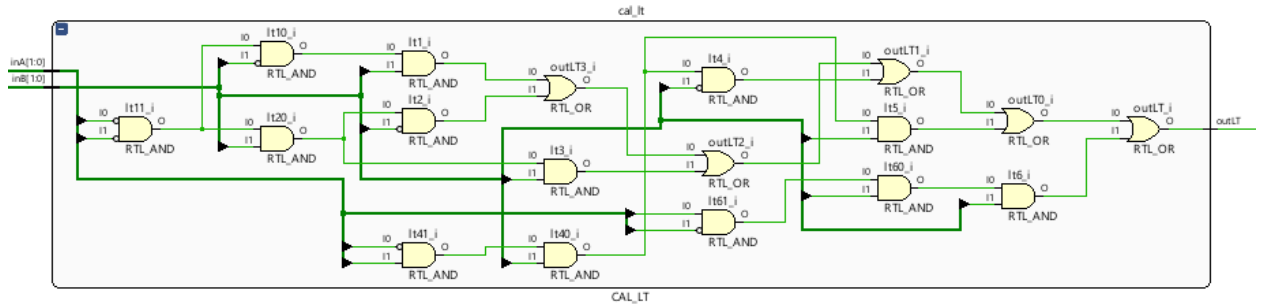 cal_lt
inA[1:0]
inB[1:0]
lt11_i
I0
I1
O
RTL_AND
lt10_i
I0
I1
O
RTL_AND
lt20_i
I0
I1
O
RTL_AND
lt1_i
I0
I1
O
RTL_AND
lt2_i
I0
I1
O
RTL_AND
lt41_i
I0
I1
O
RTL_AND
outLT3_i
I0
I1
O
RTL_OR
lt3_i
I0
I1
O
RTL_AND
lt40_i
I0
I1
O
RTL_AND
lt4_i
I0
I1
O
RTL_AND
outLT2_i
I0
I1
O
RTL_OR
lt61_i
I0
I1
O
RTL_AND
outLT1_i
I0
I1
O
RTL_OR
lt5_i
I0
I1
O
RTL_AND
lt60_i
I0
I1
O
RTL_AND
outLT0_i
I0
I1
O
RTL_OR
lt6_i
I0
I1
O
RTL_AND
outLT_i
I0
I1
O
RTL_OR
outLT
CAL_LT